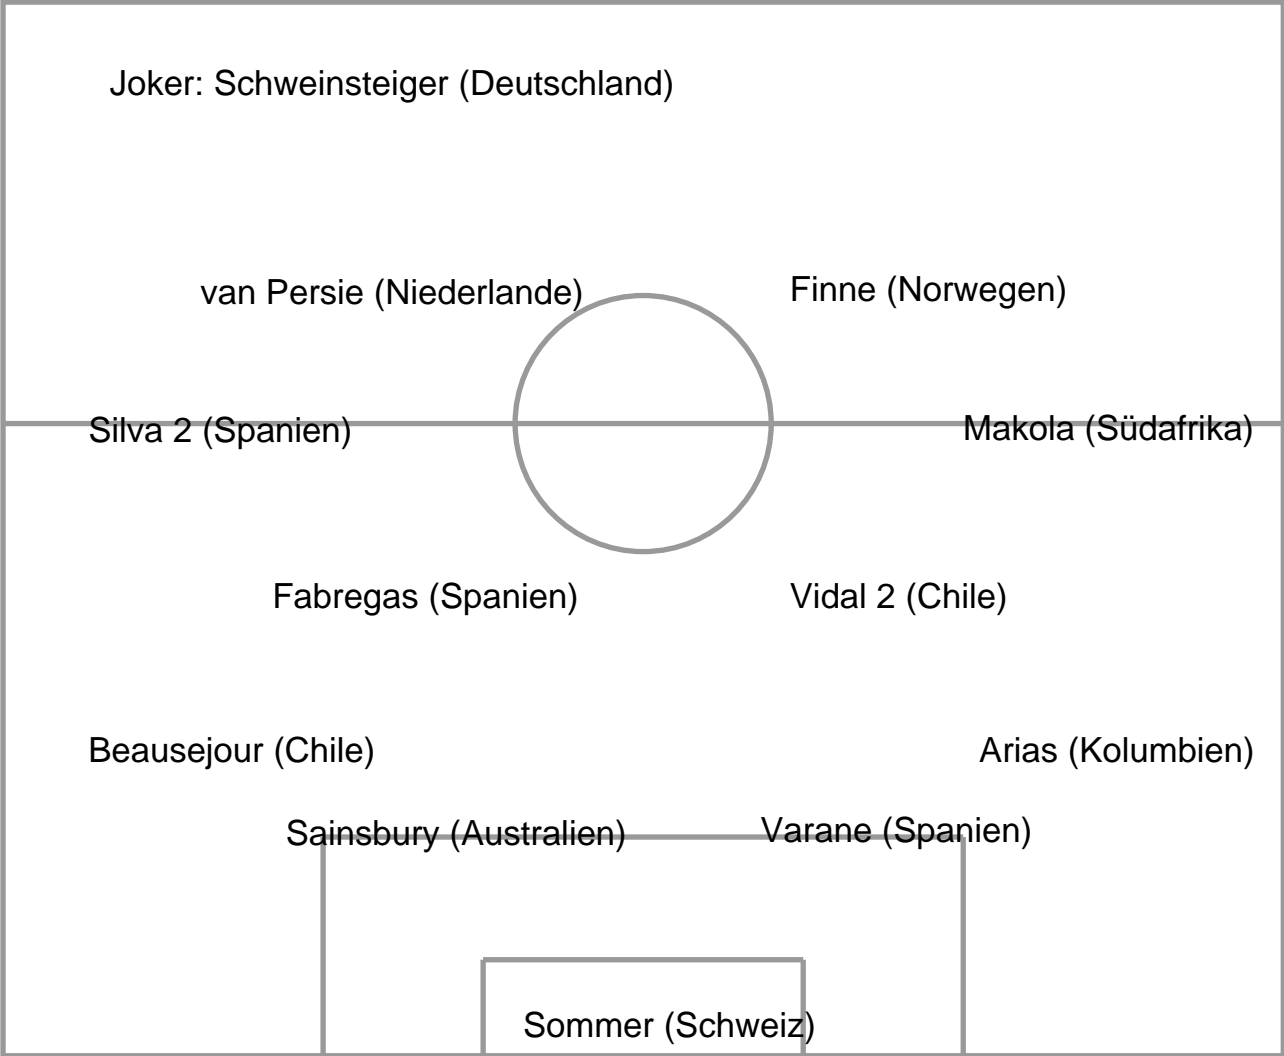 Joker: Schweinsteiger (Deutschland)
van Persie (Niederlande)
Finne (Norwegen)
Silva 2 (Spanien)
Makola (Südafrika)
Fabregas (Spanien)
Vidal 2 (Chile)
Beausejour (Chile)
Arias (Kolumbien)
Sainsbury (Australien)
Varane (Spanien)
Sommer (Schweiz)